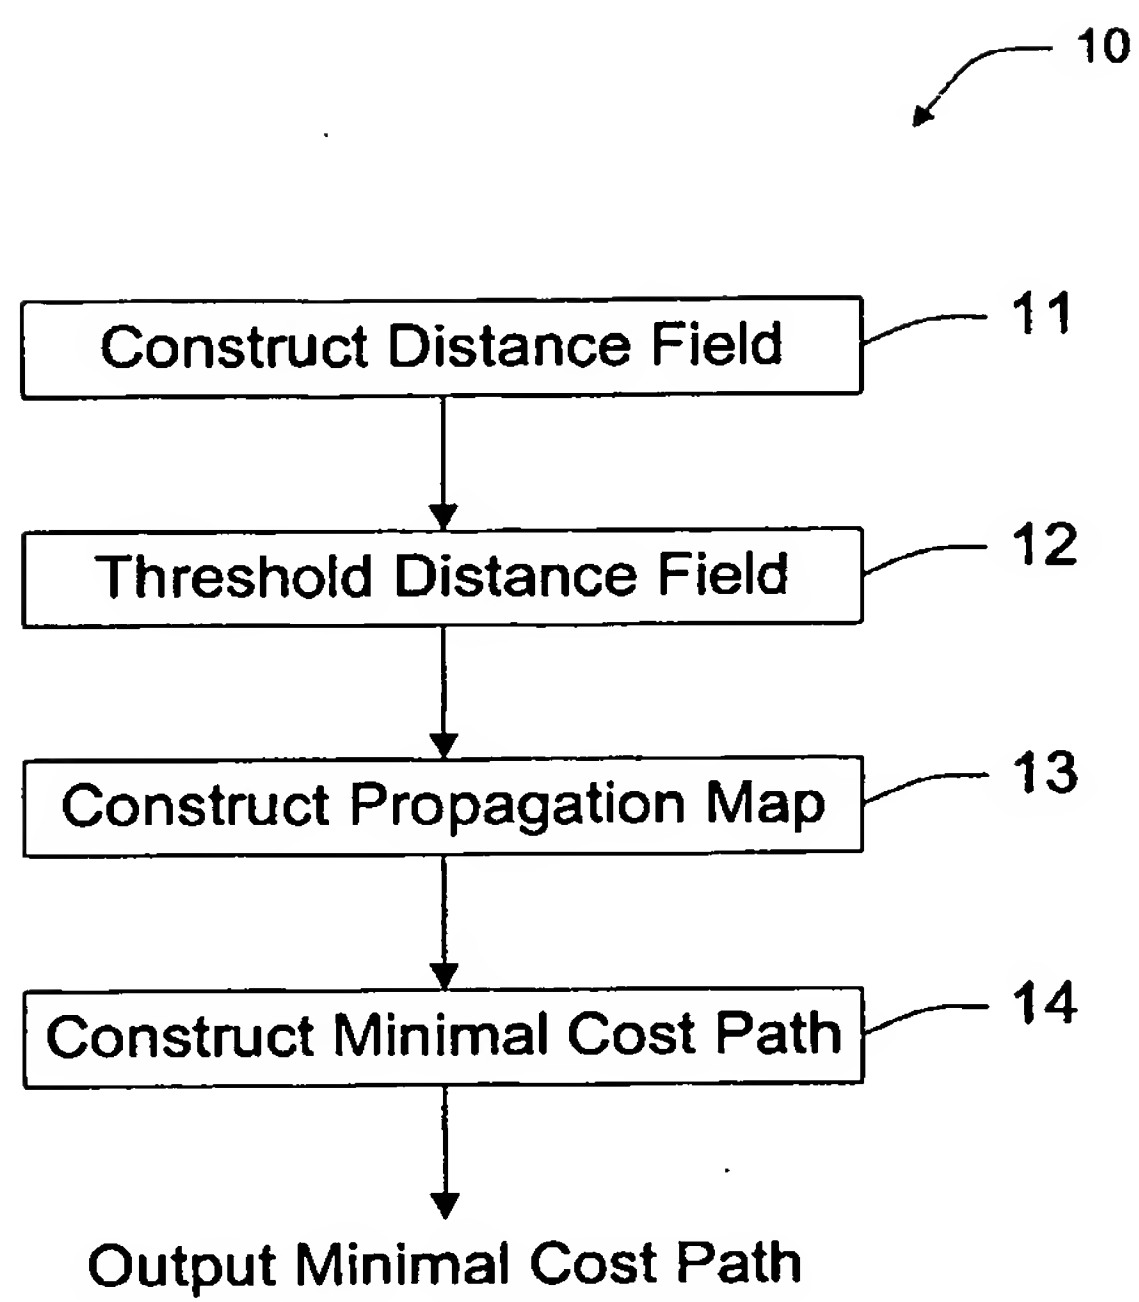 10
Construct Distance Field
11
Threshold Distance Field
12
Construct Propagation Map
13
Construct Minimal Cost Path
14
Output Minimal Cost Path